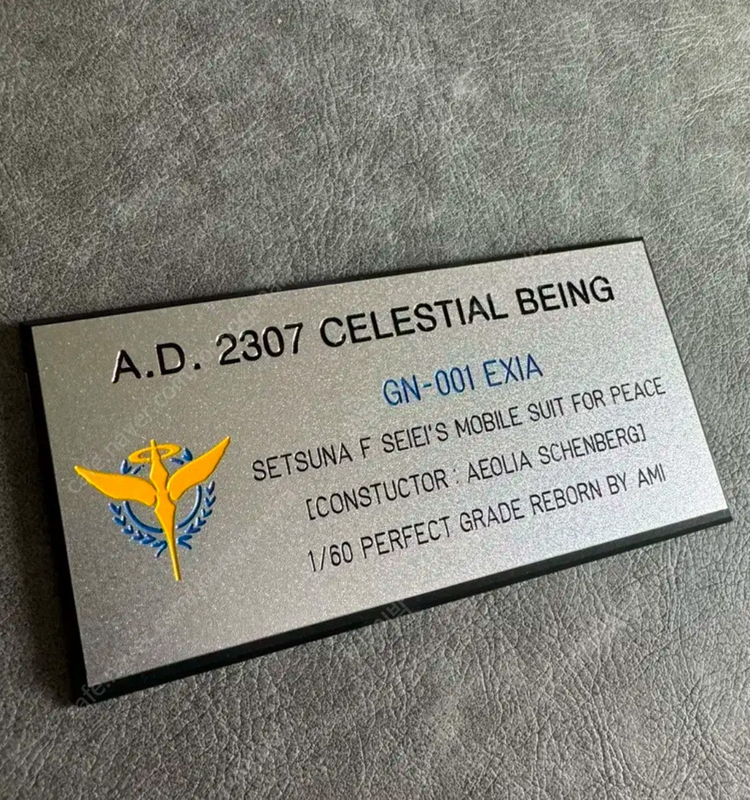 A.D. 2307 CELESTIAL BEING
GN-001 EXIA
SETSUNA F SEIEI'S MOBILE SUIT FOR PEACE
[CONSTUCTOR : AEOLIA SCHENBERG]
1/60 PERFECT GRADE REBORN BY AMI